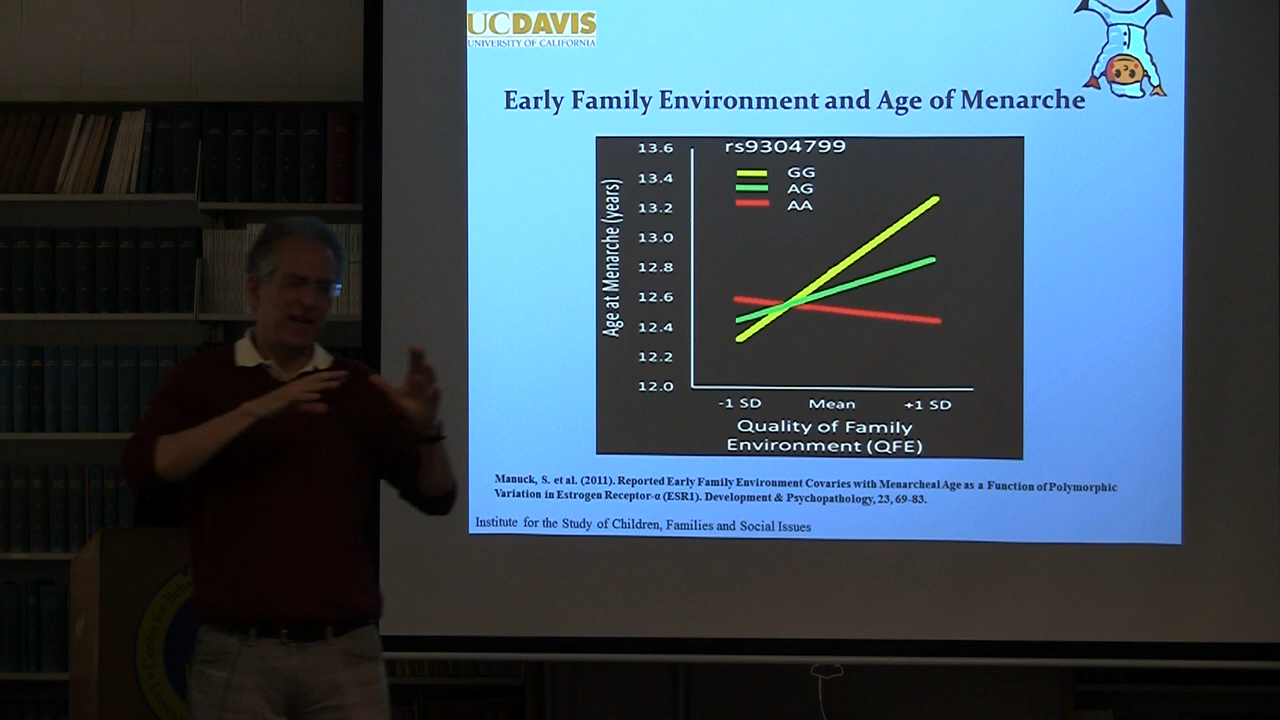 UCDAVIS
UNIVERSITY OF CALIFORNIA
Early Family Environment and Age of Menarche
rs9304799
GG
AG
AA
Age at Menarche (years)
13.6
13.4
13.2
13.0
12.8
12.6
12.4
12.2
12.0
-1 SD Mean +1 SD
Quality of Family
Environment (QFE)
Manuck, S. et al. (2011). Reported Early Family Environment Covaries with Menarcheal Age as a Function of Polymorphic
Variation in Estrogen Receptor-α (ESR1). Development & Psychopathology, 23, 69-83.
Institute for the Study of Children, Families and Social Issues
Center for